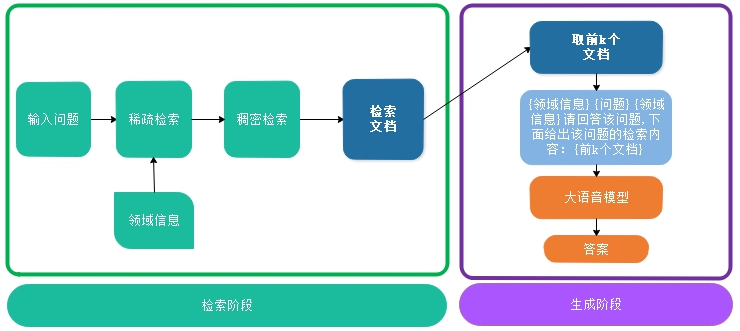 输入问题
稀疏检索
稠密检索
检索
文档
领域信息
检索阶段
取前k个
文档
{领域信息}{问题}{领域
信息}请回答该问题,下
面给出该问题的检索内
容：{前k个文档}
大语音模型
答案
生成阶段